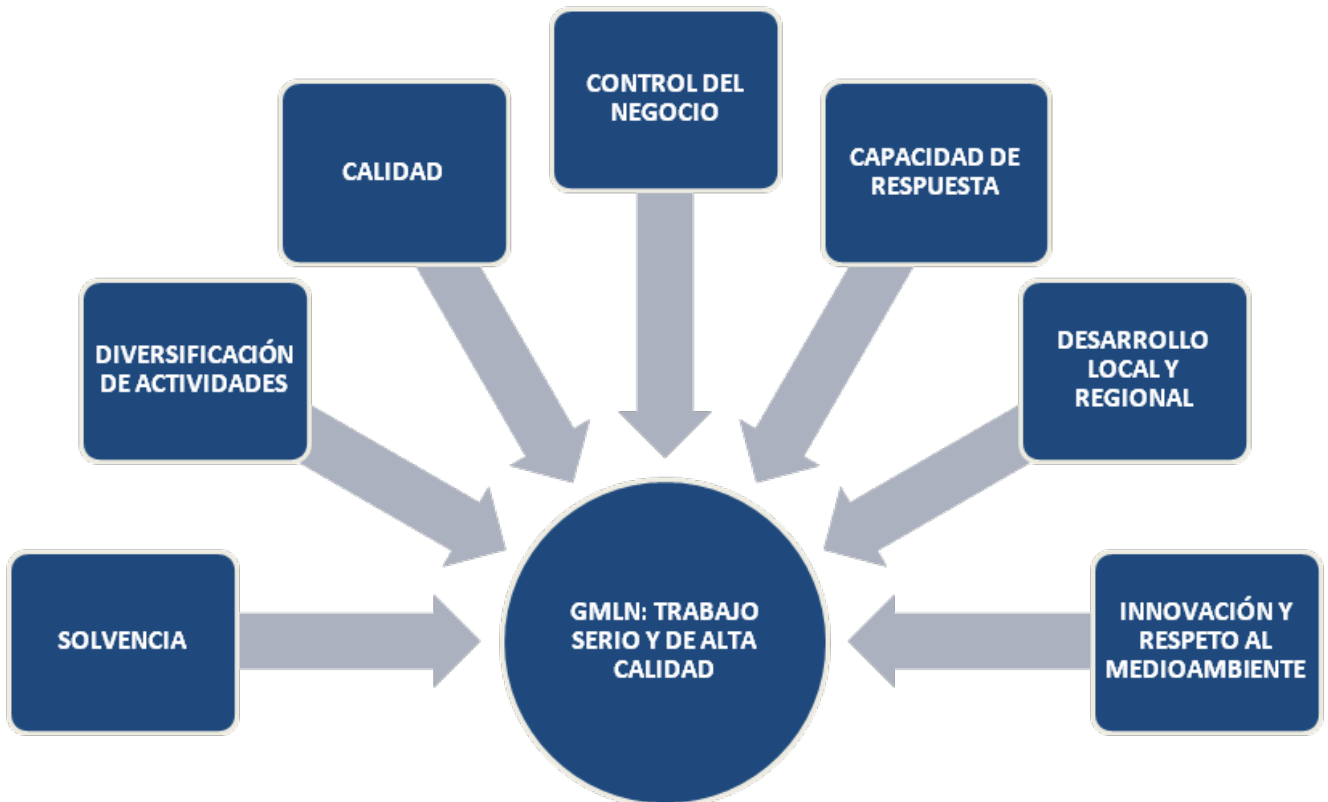 CONTROL DEL
NEGOCIO
CALIDAD
CAPACIDAD DE
RESPUESTA
DIVERSIFICACIÓN
DE ACTIVIDADES
DESARROLLO
LOCAL Y
REGIONAL
SOLVENCIA
GMLN: TRABAJO
SERIO Y DE ALTA
CALIDAD
INNOVACIÓN Y
RESPETO AL
MEDIOAMBIENTE